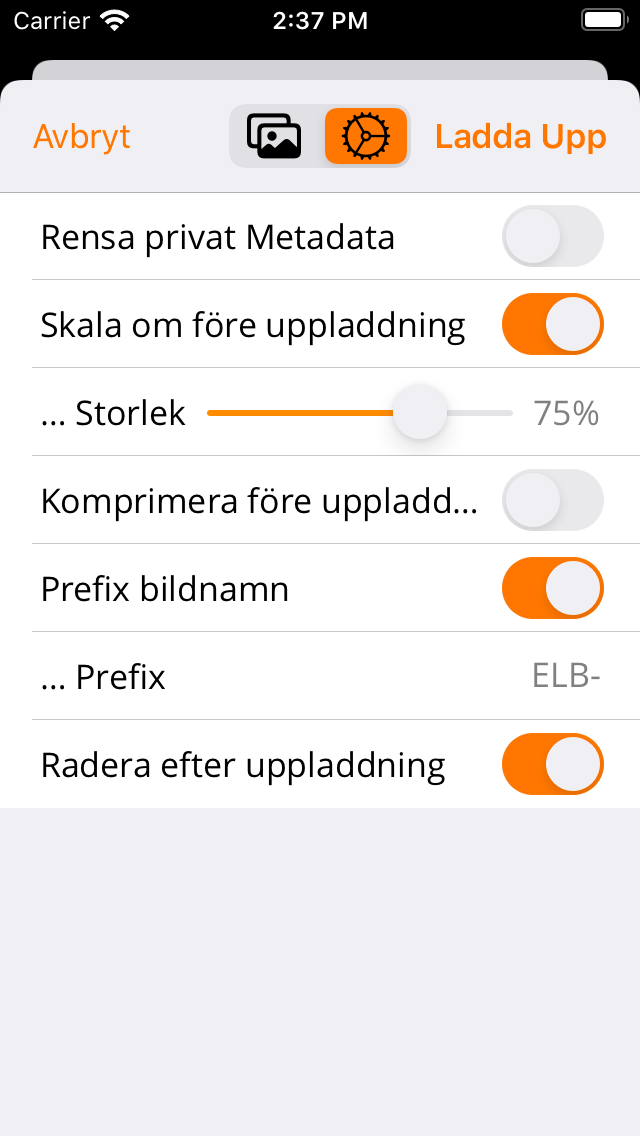 Carrier 2:37 PM
Avbryt Ladda Upp
Rensa privat Metadata
Skala om före uppladdning
... Storlek 75%
Komprimera före uppladd...
Prefix bildnamn
... Prefix ELB-
Radera efter uppladdning